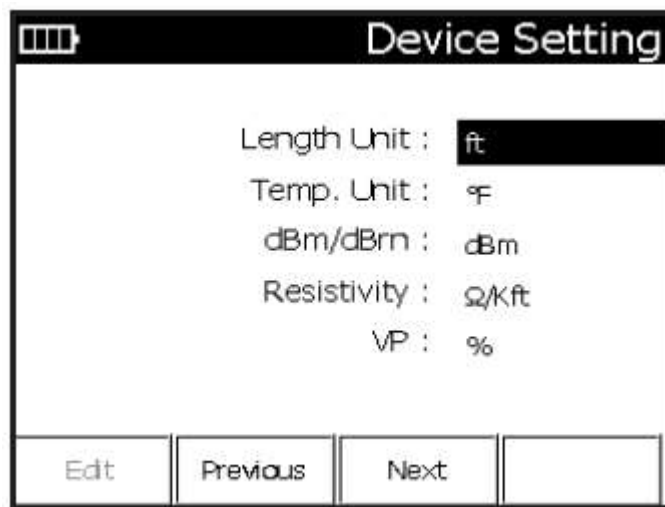 Device Setting
Length Unit : ft
Temp. Unit : °F
dBm/dBrn : dBm
Resistivity : Ω/Kft
VP : %
Edit Previous Next